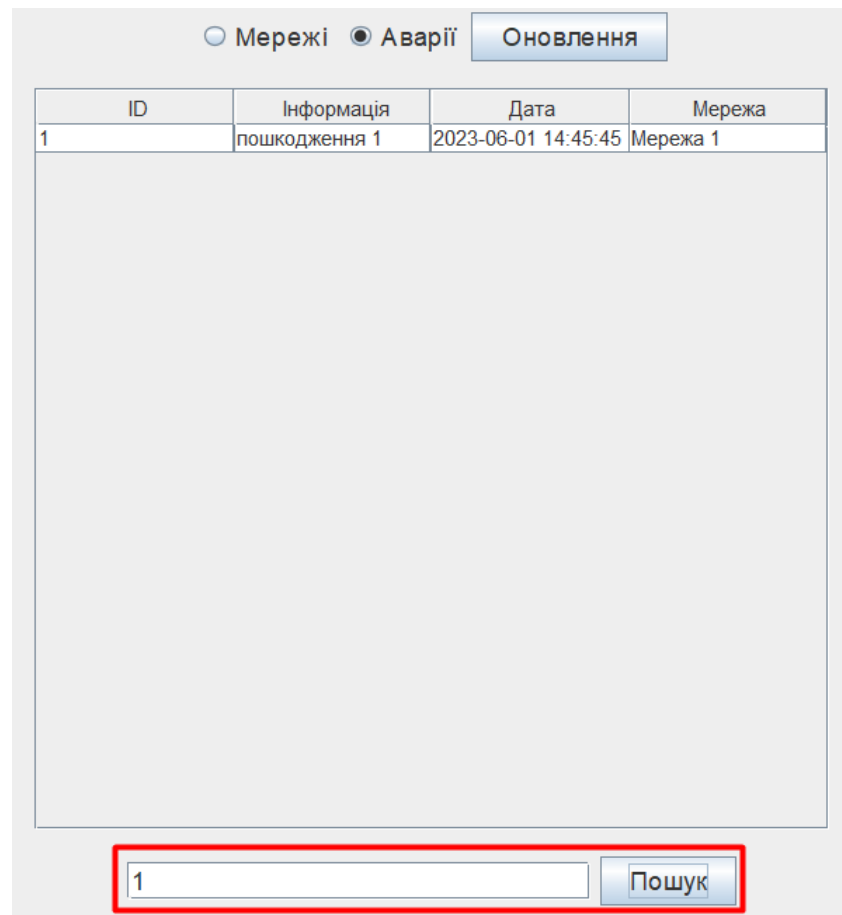 Мережі Аварії Оновлення
ID Інформація Дата Мережа
1 пошкодження 1 2023-06-01 14:45:45 Мережа 1
1 Пошук